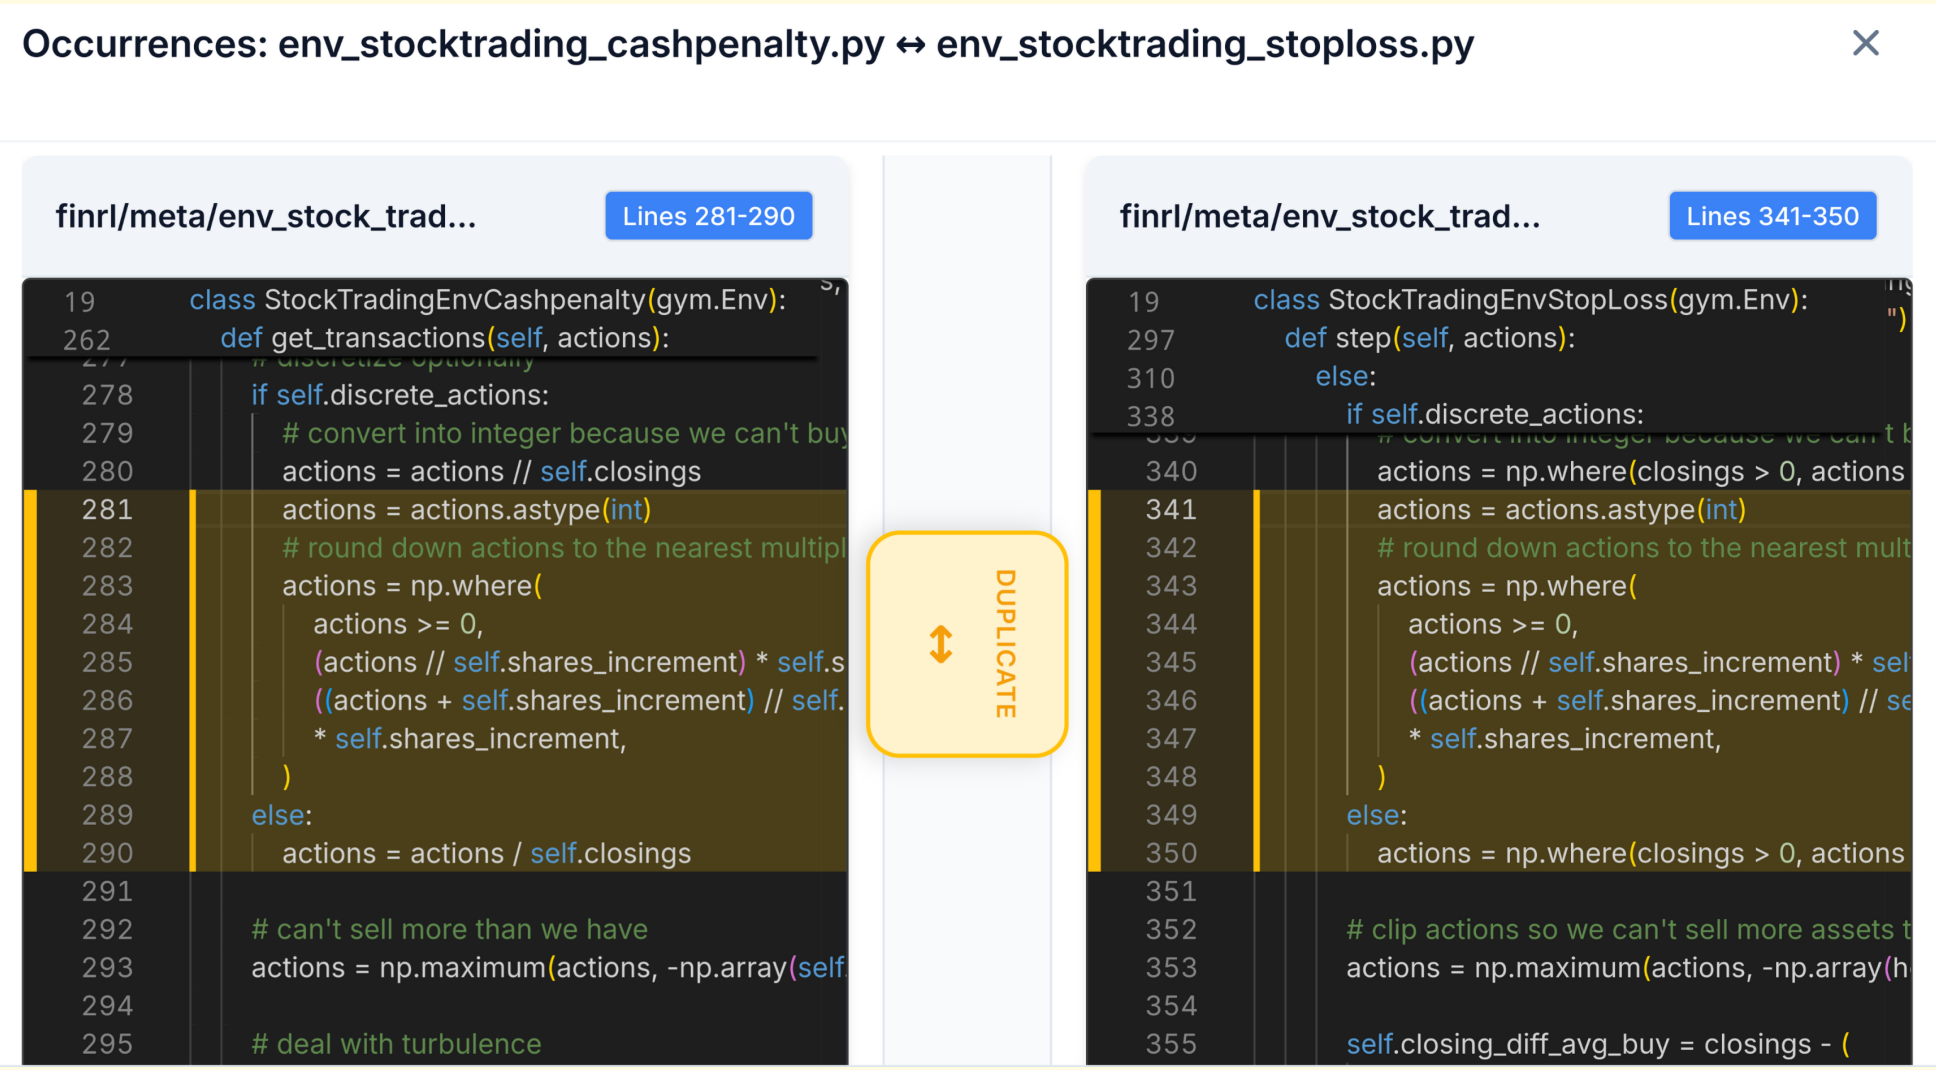 Occurrences: env_stocktrading_cashpenalty.py ↔ env_stocktrading_stoploss.py
finrl/meta/env_stock_trad...
Lines 281-290
19 class StockTradingEnvCashpenalty(gym.Env):
262 def get_transactions(self, actions):
277 # discretize optionally
278 if self.discrete_actions:
279 # convert into integer because we can't buy
280 actions = actions // self.closings
281 actions = actions.astype(int)
282 # round down actions to the nearest multipl
283 actions = np.where(
284 actions >= 0,
285 (actions // self.shares_increment) * self.s
286 ((actions + self.shares_increment) // self.
287 * self.shares_increment,
288 )
289 else:
290 actions = actions / self.closings
291
292 # can't sell more than we have
293 actions = np.maximum(actions, -np.array(self.
294
295 # deal with turbulence
DUPLICATE
finrl/meta/env_stock_trad...
Lines 341-350
19 class StockTradingEnvStopLoss(gym.Env):
297 def step(self, actions):
310 else:
338 if self.discrete_actions:
339 # convert into integer because we can't b
340 actions = np.where(closings > 0, actions
341 actions = actions.astype(int)
342 # round down actions to the nearest mult
343 actions = np.where(
344 actions >= 0,
345 (actions // self.shares_increment) * sel
346 ((actions + self.shares_increment) // se
347 * self.shares_increment,
348 )
349 else:
350 actions = np.where(closings > 0, actions
351
352 # clip actions so we can't sell more assets t
353 actions = np.maximum(actions, -np.array(h
354
355 self.closing_diff_avg_buy = closings - (